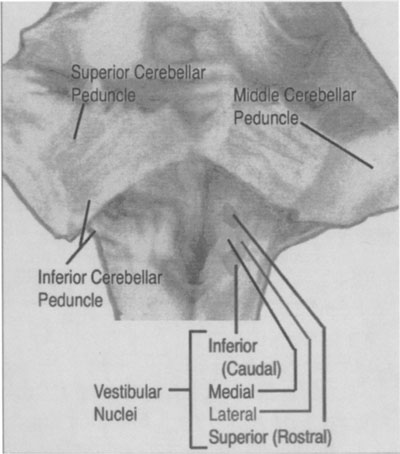 Superior Cerebellar
Peduncle
Middle Cerebellar
Peduncle
Inferior Cerebellar
Peduncle
Vestibular
Nuclei
Inferior
(Caudal)
Medial
Lateral
Superior (Rostral)